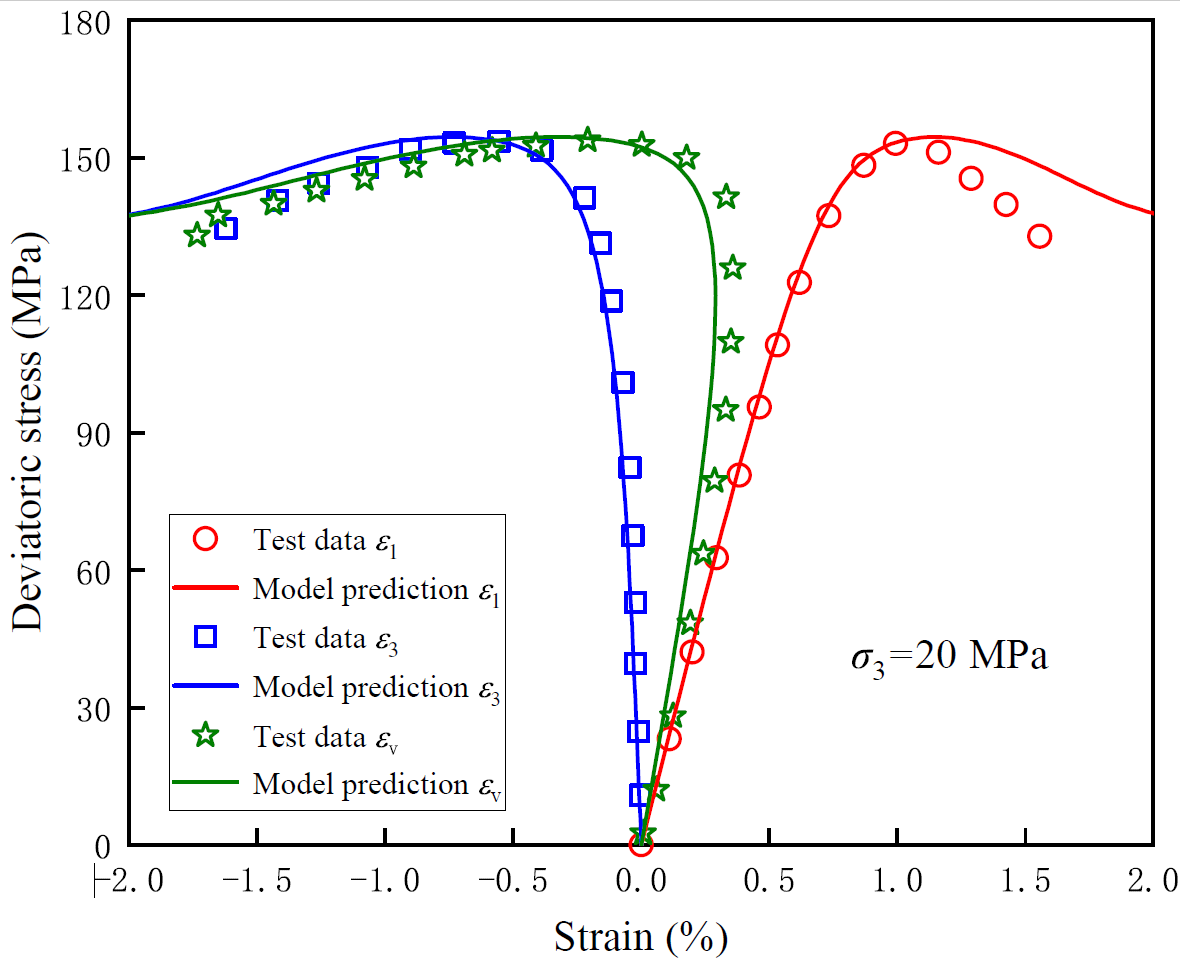 180
150
120
90
60
30
0
Deviatoric stress (MPa)
Test data ε1
Model prediction ε1
Test data ε3
Model prediction ε3
Test data εv
Model prediction εv
σ3=20 MPa
-2.0 -1.5 -1.0 -0.5 0.0 0.5 1.0 1.5 2.0
Strain (%)